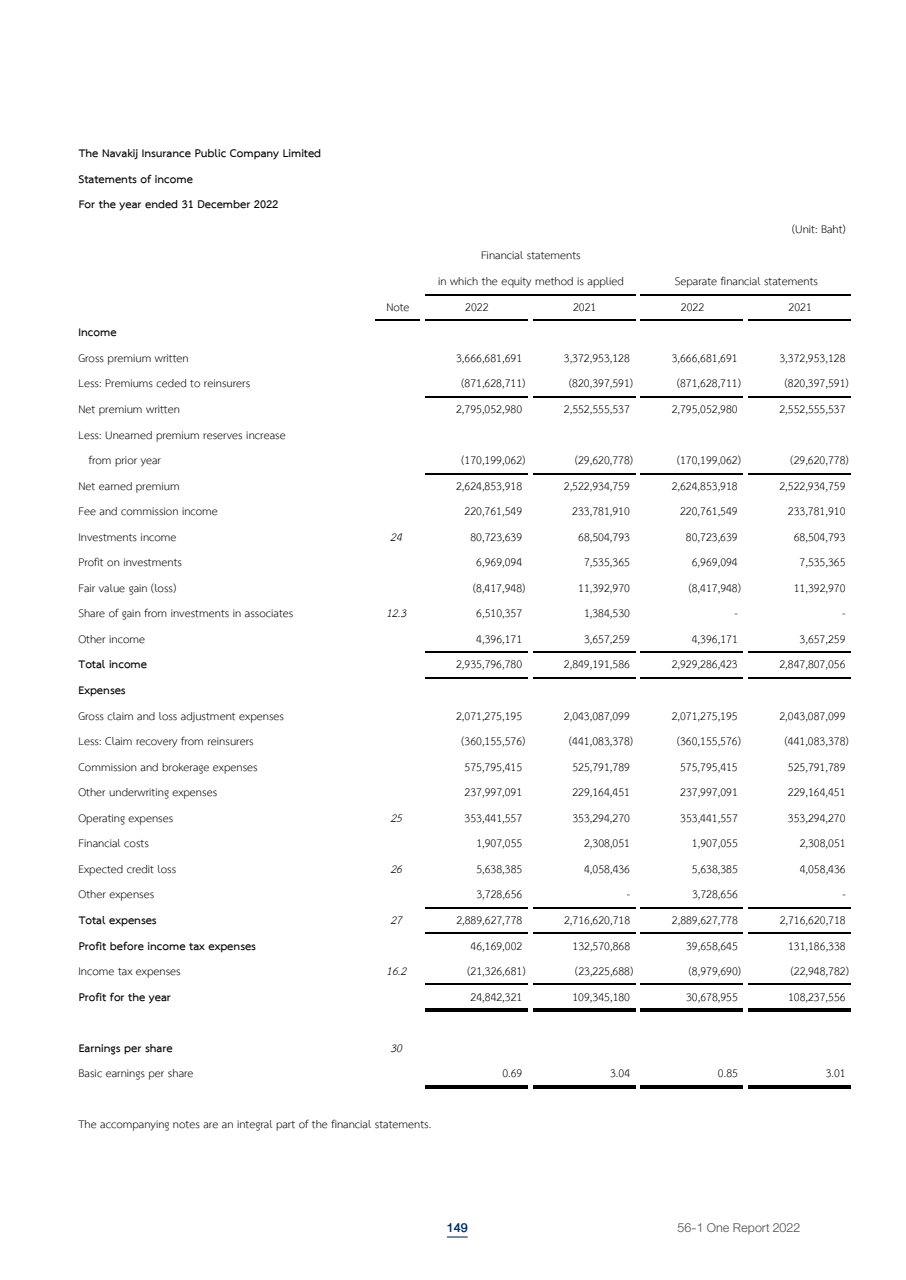 The Navakij Insurance Public Company Limited
Statements of income
For the year ended 31 December 2022
(Unit: Baht)
Financial statements
in which the equity method is applied Separate financial statements
Note 2022 2021 2022 2021
Income
Gross premium written 3,666,681,691 3,372,953,128 3,666,681,691 3,372,953,128
Less: Premiums ceded to reinsurers (871,628,711) (820,397,591) (871,628,711) (820,397,591)
Net premium written 2,795,052,980 2,552,555,537 2,795,052,980 2,552,555,537
Less: Unearned premium reserves increase
from prior year (170,199,062) (29,620,778) (170,199,062) (29,620,778)
Net earned premium 2,624,853,918 2,522,934,759 2,624,853,918 2,522,934,759
Fee and commission income 220,761,549 233,781,910 220,761,549 233,781,910
Investments income 24 80,723,639 68,504,793 80,723,639 68,504,793
Profit on investments 6,969,094 7,535,365 6,969,094 7,535,365
Fair value gain (loss) (8,417,948) 11,392,970 (8,417,948) 11,392,970
Share of gain from investments in associates 12.3 6,510,357 1,384,530 - -
Other income 4,396,171 3,657,259 4,396,171 3,657,259
Total income 2,935,796,780 2,849,191,586 2,929,286,423 2,847,807,056
Expenses
Gross claim and loss adjustment expenses 2,071,275,195 2,043,087,099 2,071,275,195 2,043,087,099
Less: Claim recovery from reinsurers (360,155,576) (441,083,378) (360,155,576) (441,083,378)
Commission and brokerage expenses 575,795,415 525,791,789 575,795,415 525,791,789
Other underwriting expenses 237,997,091 229,164,451 237,997,091 229,164,451
Operating expenses 25 353,441,557 353,294,270 353,441,557 353,294,270
Financial costs 1,907,055 2,308,051 1,907,055 2,308,051
Expected credit loss 26 5,638,385 4,058,436 5,638,385 4,058,436
Other expenses 3,728,656 - 3,728,656 -
Total expenses 27 2,889,627,778 2,716,620,718 2,889,627,778 2,716,620,718
Profit before income tax expenses 46,169,002 132,570,868 39,658,645 131,186,338
Income tax expenses 16.2 (21,326,681) (23,225,688) (8,979,690) (22,948,782)
Profit for the year 24,842,321 109,345,180 30,678,955 108,237,556
Earnings per share 30
Basic earnings per share 0.69 3.04 0.85 3.01
The accompanying notes are an integral part of the financial statements.
149 56-1 One Report 2022